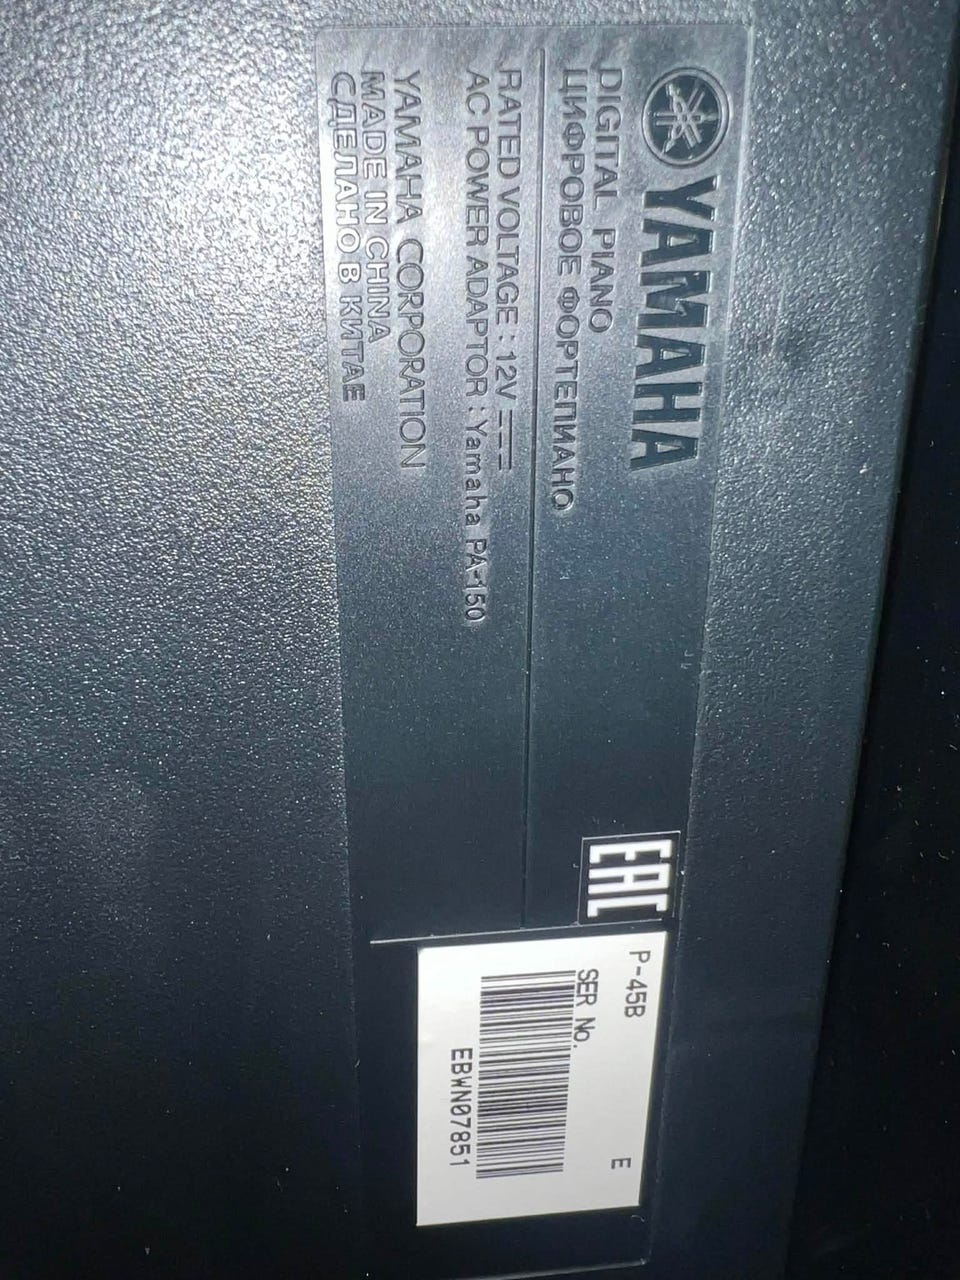 YAMAHA
DIGITAL PIANO
ЦИФРОВОЕ ФОРТЕПИАНО
RATED VOLTAGE : 12V
AC POWER ADAPTOR : Yamaha PA-150
YAMAHA CORPORATION
MADE IN CHINA
СДЕЛАНО В КИТАЕ
EAC
P-45B E
SER No.
EBWN07851